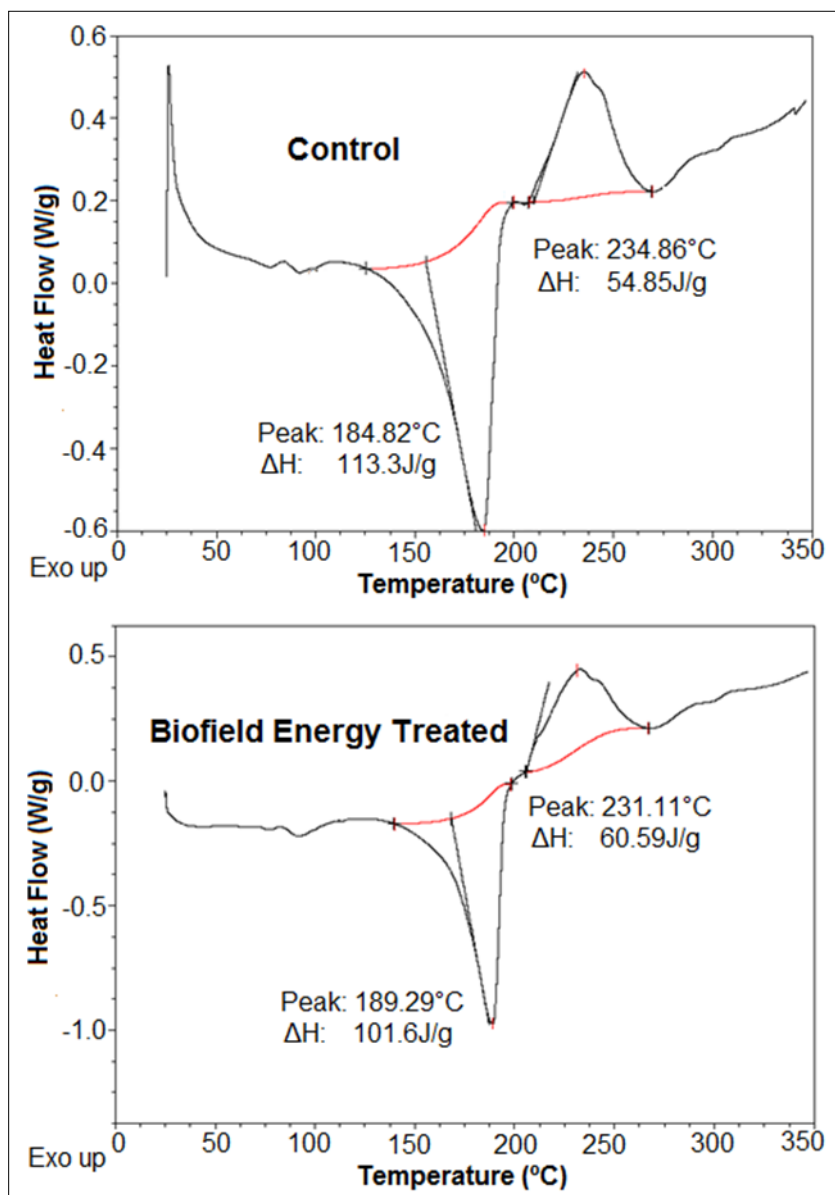 0.6
0.4
0.2
0.0
-0.2
-0.4
-0.6
Heat Flow (W/g)
Control
Peak: 234.86°C
ΔH: 54.85J/g
Peak: 184.82°C
ΔH: 113.3J/g
0 50 100 150 200 250 300 350
Exo up
Temperature (ºC)
0.5
0.0
-0.5
-1.0
Heat Flow (W/g)
Biofield Energy Treated
Peak: 231.11°C
ΔH: 60.59J/g
Peak: 189.29°C
ΔH: 101.6J/g
0 50 100 150 200 250 300 350
Exo up
Temperature (ºC)